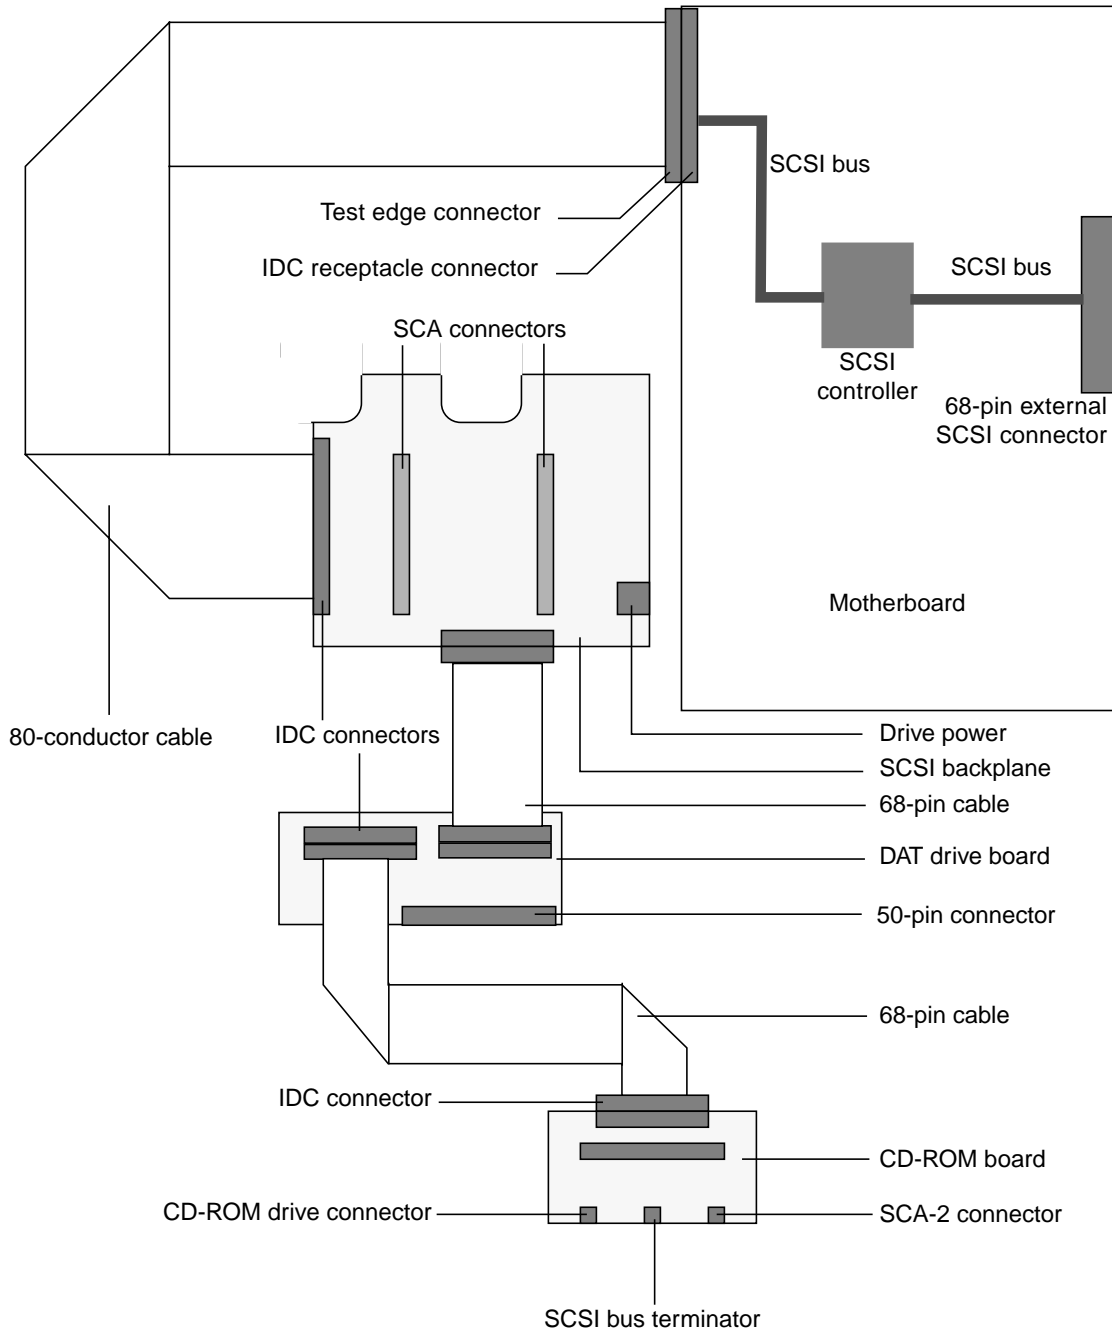 SCSI bus
Test edge connector
IDC receptacle connector
SCSI bus
SCA connectors
SCSI
controller
68-pin external
SCSI connector
Motherboard
80-conductor cable
IDC connectors
Drive power
SCSI backplane
68-pin cable
DAT drive board
50-pin connector
68-pin cable
IDC connector
CD-ROM board
CD-ROM drive connector
SCA-2 connector
SCSI bus terminator